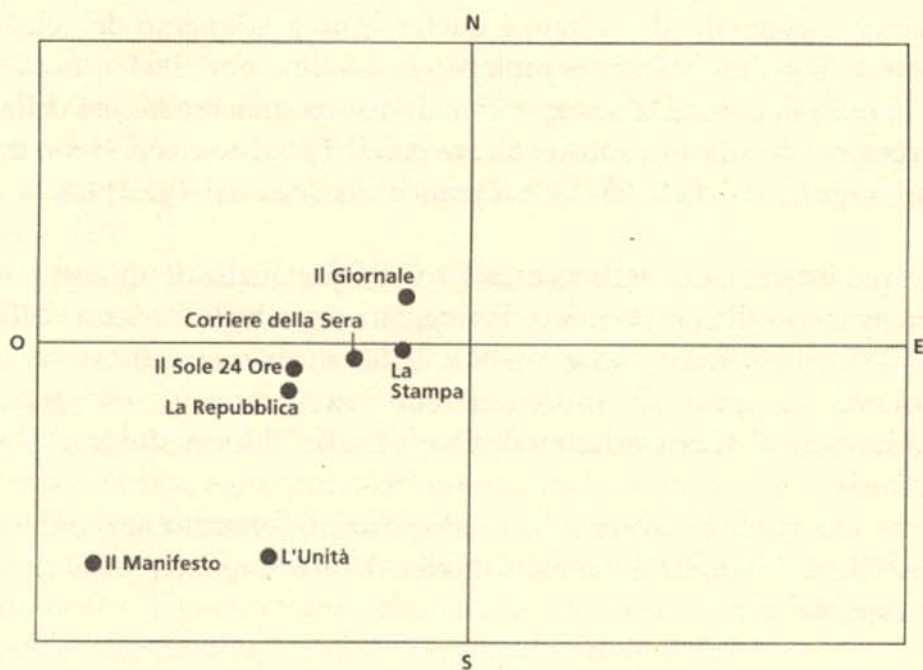 N
Il Giornale
Corriere della Sera
O
E
Il Sole 24 Ore
La
Stampa
La Repubblica
Il Manifesto
L'Unità
S